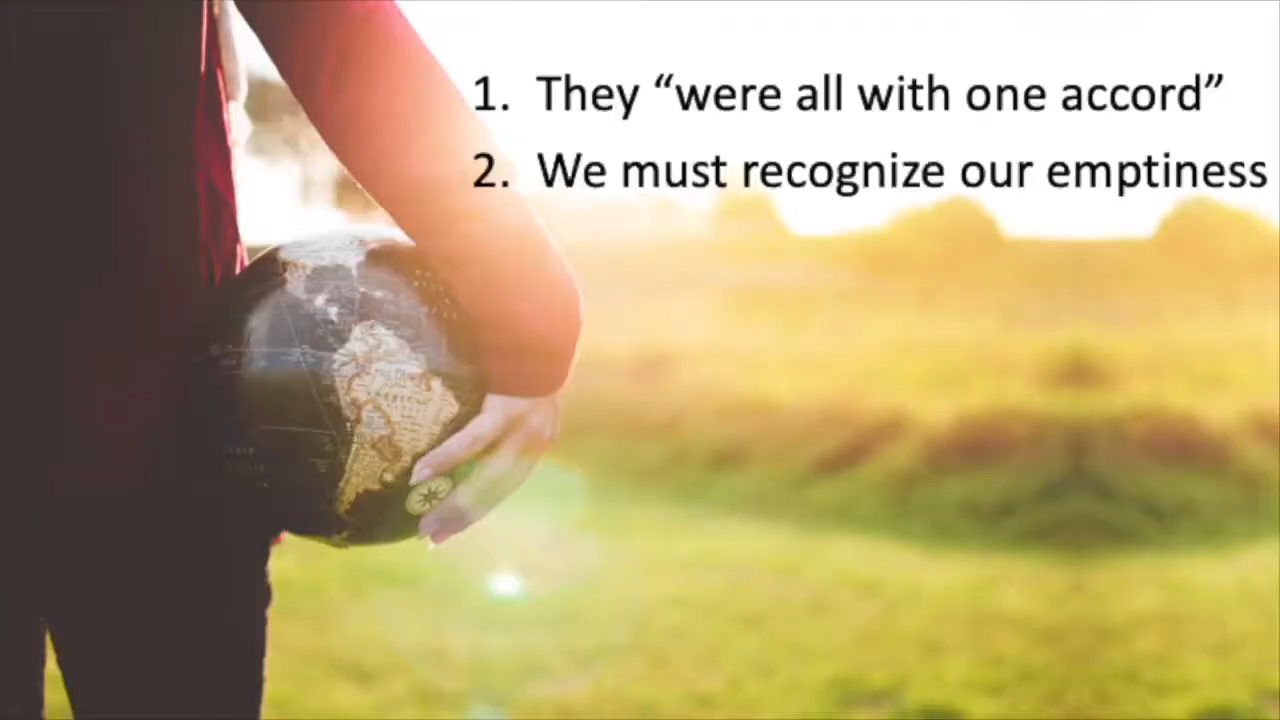 1. They “were all with one accord”
2. We must recognize our emptiness